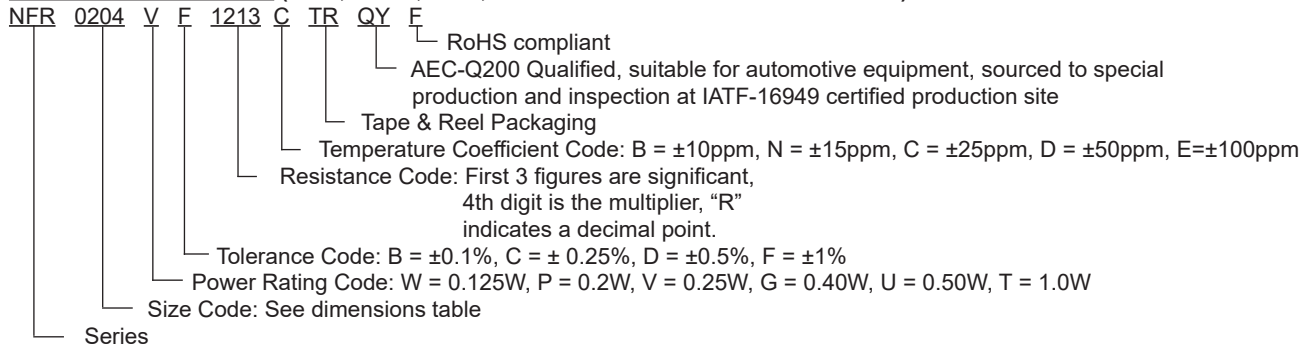 NFR 0204 V F 1213 C TR QY F
RoHS compliant
AEC-Q200 Qualified, suitable for automotive equipment, sourced to special
production and inspection at IATF-16949 certified production site
Tape & Reel Packaging
Temperature Coefficient Code: B = ±10ppm, N = ±15ppm, C = ±25ppm, D = ±50ppm, E=±100ppm
Resistance Code: First 3 figures are significant,
4th digit is the multiplier, “R”
indicates a decimal point.
Tolerance Code: B = ±0.1%, C = ± 0.25%, D = ±0.5%, F = ±1%
Power Rating Code: W = 0.125W, P = 0.2W, V = 0.25W, G = 0.40W, U = 0.50W, T = 1.0W
Size Code: See dimensions table
Series